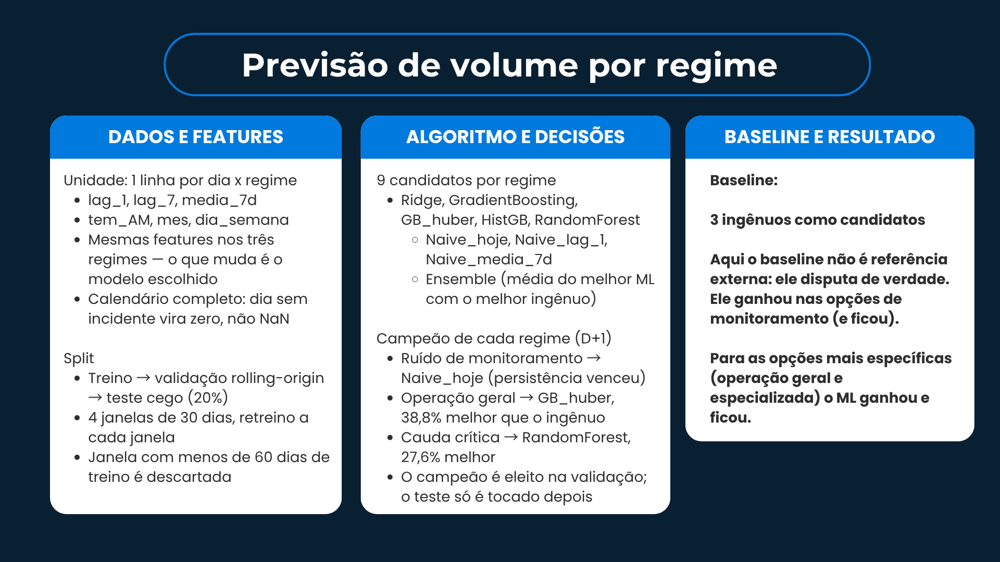 Previsão de volume por regime
DADOS E FEATURES
Unidade: 1 linha por dia x regime
• lag_1, lag_7, media_7d
• tem_AM, mes, dia_semana
• Mesmas features nos três
regimes — o que muda é o
modelo escolhido
• Calendário completo: dia sem
incidente vira zero, não NaN
Split
• Treino → validação rolling-origin
→ teste cego (20%)
• 4 janelas de 30 dias, retreino a
cada janela
• Janela com menos de 60 dias de
treino é descartada
ALGORITMO E DECISÕES
9 candidatos por regime
• Ridge, GradientBoosting,
GB_huber, HistGB, RandomForest
○ Naive_hoje, Naive_lag_1,
Naive_media_7d
○ Ensemble (média do melhor ML
com o melhor ingênuo)
Campeão de cada regime (D+1)
• Ruído de monitoramento →
Naive_hoje (persistência venceu)
• Operação geral → GB_huber,
38,8% melhor que o ingênuo
• Cauda crítica → RandomForest,
27,6% melhor
• O campeão é eleito na validação;
o teste só é tocado depois
BASELINE E RESULTADO
Baseline:
3 ingênuos como candidatos
Aqui o baseline não é referência
externa: ele disputa de verdade.
Ele ganhou nas opções de
monitoramento (e ficou).
Para as opções mais específicas
(operação geral e
especializada) o ML ganhou e
ficou.